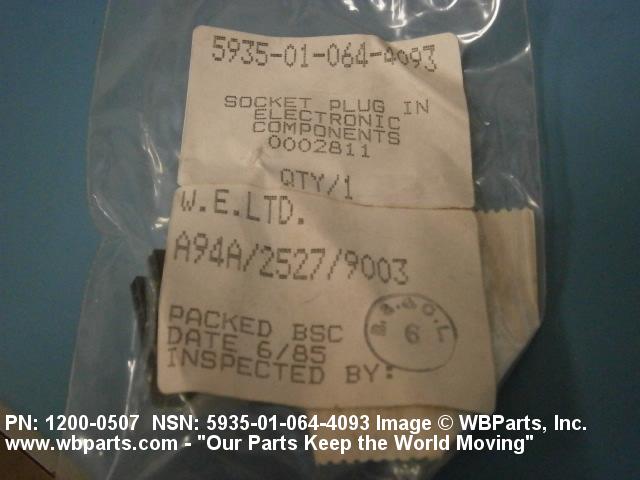 5935-01-064-4093
SOCKET PLUG IN
ELECTRONIC
COMPONENTS
0002811
QTY/1
W.E.LTD.
A94A/2527/9003
PACKED BSC
DATE 6/85
INSPECTED BY:
6
PN: 1200-0507 NSN: 5935-01-064-4093 Image © WBParts, Inc.
www.wbparts.com - "Our Parts Keep the World Moving"